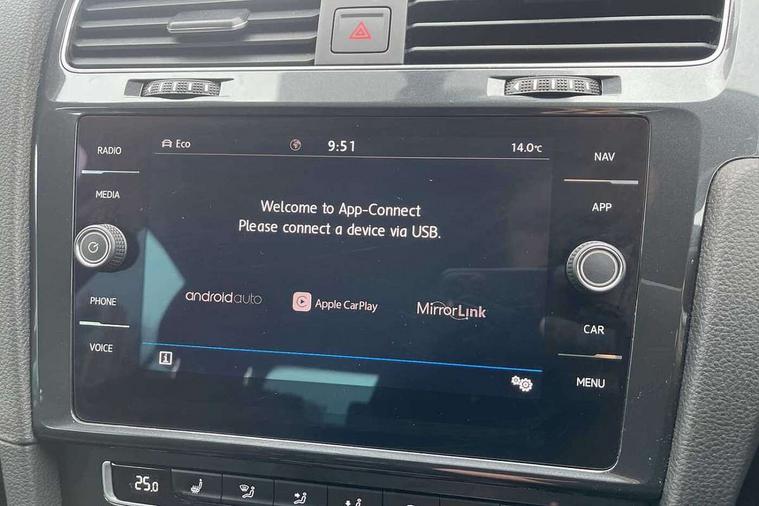 RADIO
MEDIA
PHONE
VOICE
Eco
9:51
14.0°C
Welcome to App-Connect
Please connect a device via USB.
androidauto
Apple CarPlay
MirrorLink
i
NAV
APP
CAR
MENU
25.0